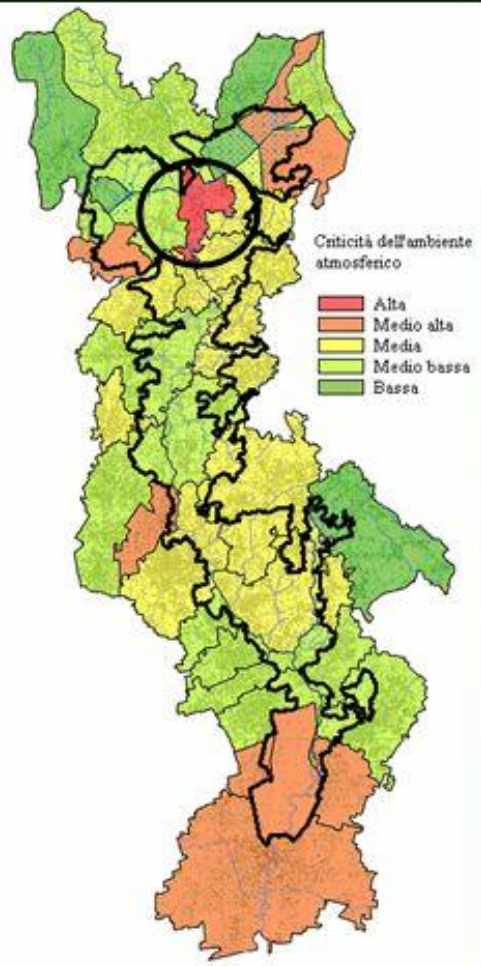 Criticità dell'ambiente
atmosferico
Alta
Medio alta
Media
Medio bassa
Bassa